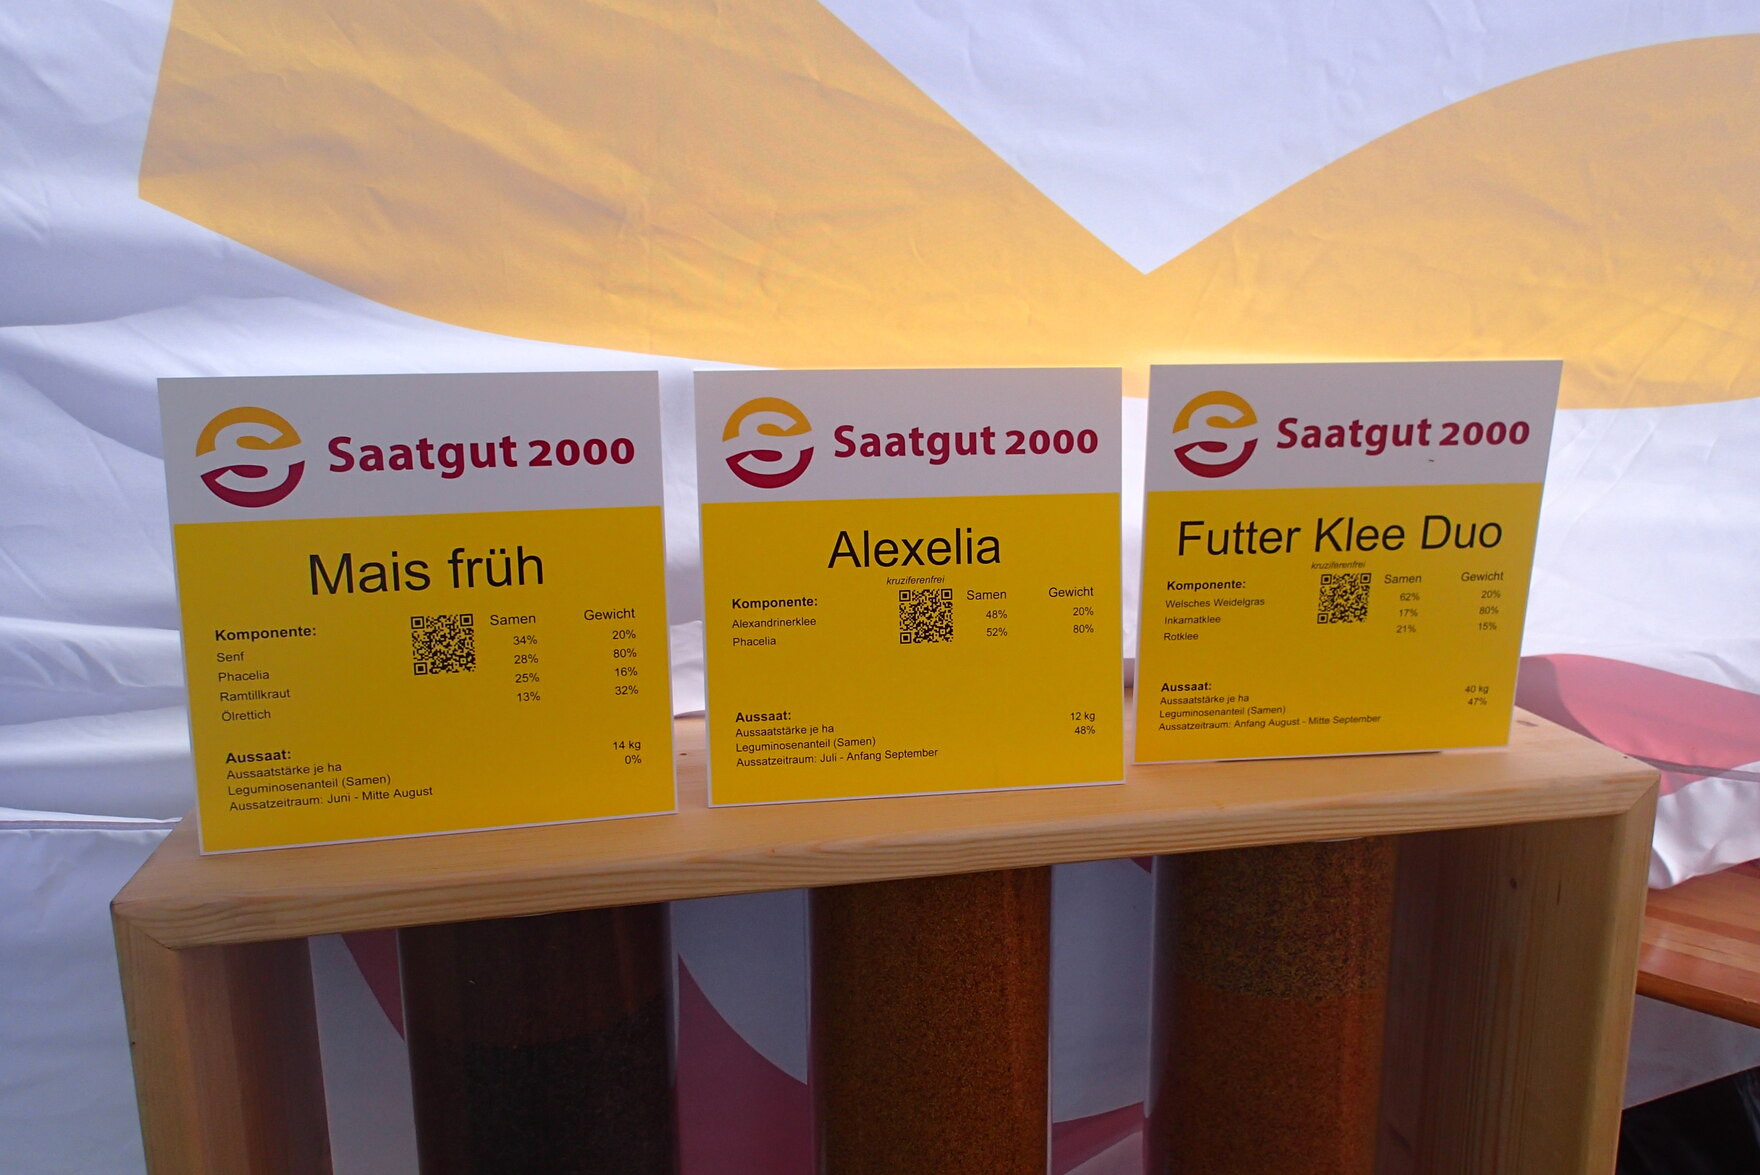 Saatgut 2000
Mais früh
Komponente: Samen Gewicht
Senf 34% 20%
Phacelia 28% 80%
Ramtillkraut 25% 16%
Ölrettich 13% 32%
Aussaat:
Aussaatstärke je ha 14 kg
Leguminosenanteil (Samen) 0%
Aussatzeitraum: Juni - Mitte August
Saatgut 2000
Alexelia
kruziferenfrei
Komponente: Samen Gewicht
Alexandrinerklee 48% 20%
Phacelia 52% 80%
Aussaat:
Aussaatstärke je ha 12 kg
Leguminosenanteil (Samen) 48%
Aussatzeitraum: Juli - Anfang September
Saatgut 2000
Futter Klee Duo
kruziferenfrei
Komponente: Samen Gewicht
Welsches Weidelgras 62% 20%
Inkarnatklee 17% 80%
Rotklee 21% 15%
Aussaat:
Aussaatstärke je ha 40 kg
Leguminosenanteil (Samen) 47%
Aussatzeitraum: Anfang August - Mitte September